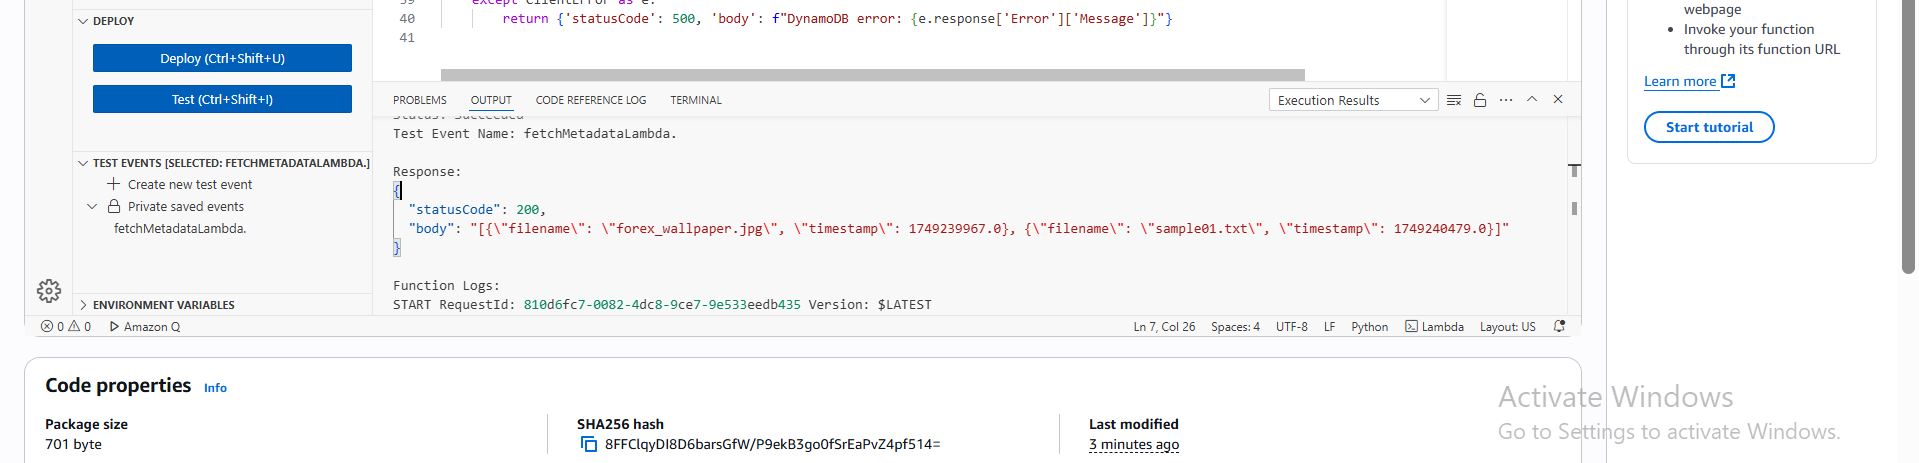 DEPLOY
Deploy (Ctrl+Shift+U)
Test (Ctrl+Shift+I)
TEST EVENTS [SELECTED: FETCHMETADATALAMBDA.]
Create new test event
Private saved events
fetchMetadataLambda.
ENVIRONMENT VARIABLES
39 except ClientError as e:
40 return {'statusCode': 500, 'body': f"DynamoDB error: {e.response['Error']['Message']}"}
41
PROBLEMS OUTPUT CODE REFERENCE LOG TERMINAL
Execution Results
Status: Succeeded
Test Event Name: fetchMetadataLambda.
Response:
{
"statusCode": 200,
"body": "[{\"filename\": \"forex_wallpaper.jpg\", \"timestamp\": 1749239967.0}, {\"filename\": \"sample01.txt\", \"timestamp\": 1749240479.0}]"
}
Function Logs:
START RequestId: 810d6fc7-0082-4dc8-9ce7-9e533eedb435 Version: $LATEST
0 0 Amazon Q
Ln 7, Col 26 Spaces: 4 UTF-8 LF Python Lambda Layout: US
webpage
• Invoke your function
through its function URL
Learn more
Start tutorial
Code properties Info
Package size
701 byte
SHA256 hash
8FFClqyDI8D6barsGfW/P9ekB3go0fSrEaPvZ4pf514=
Last modified
3 minutes ago
Activate Windows
Go to Settings to activate Windows.